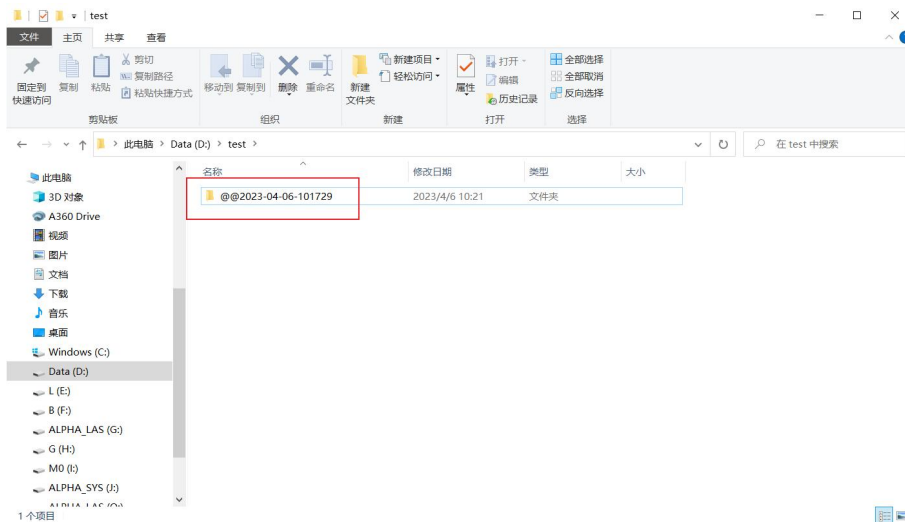 test
文件 主页 共享 查看
固定到
快速访问
复制
粘贴
剪切
复制路径
粘贴快捷方式
剪贴板
移动到 复制到 删除 重命名
组织
新建
文件夹
新建项目
轻松访问
新建
属性
打开
编辑
历史记录
打开
全部选择
全部取消
反向选择
选择
此电脑 > Data (D:) > test >
在 test 中搜索
名称 修改日期 类型 大小
@@2023-04-06-101729 2023/4/6 10:21 文件夹
此电脑
3D 对象
A360 Drive
视频
图片
文档
下载
音乐
桌面
Windows (C:)
Data (D:)
L (E:)
B (F:)
ALPHA_LAS (G:)
G (H:)
M0 (I:)
ALPHA_SYS (J:)
1 个项目